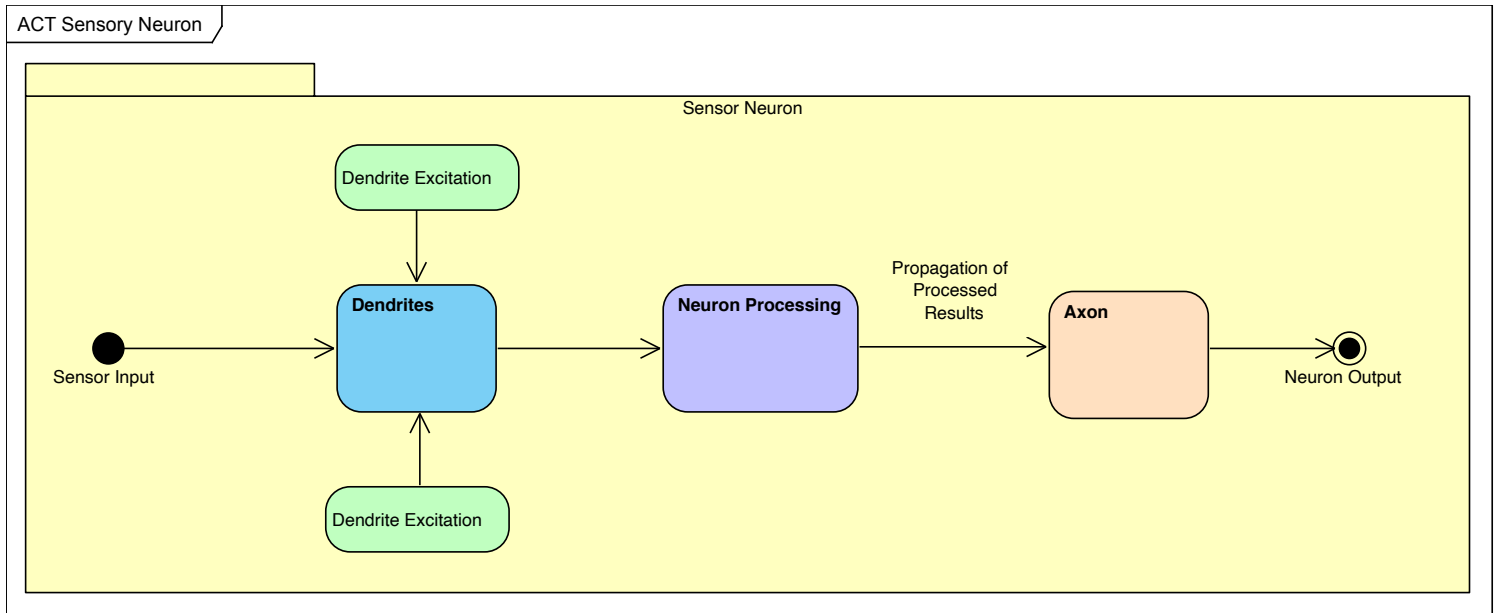 ACT Sensory Neuron
Sensor Neuron
Dendrite Excitation
Dendrites
Neuron Processing
Propagation of
Processed
Results
Axon
Sensor Input
Neuron Output
Dendrite Excitation